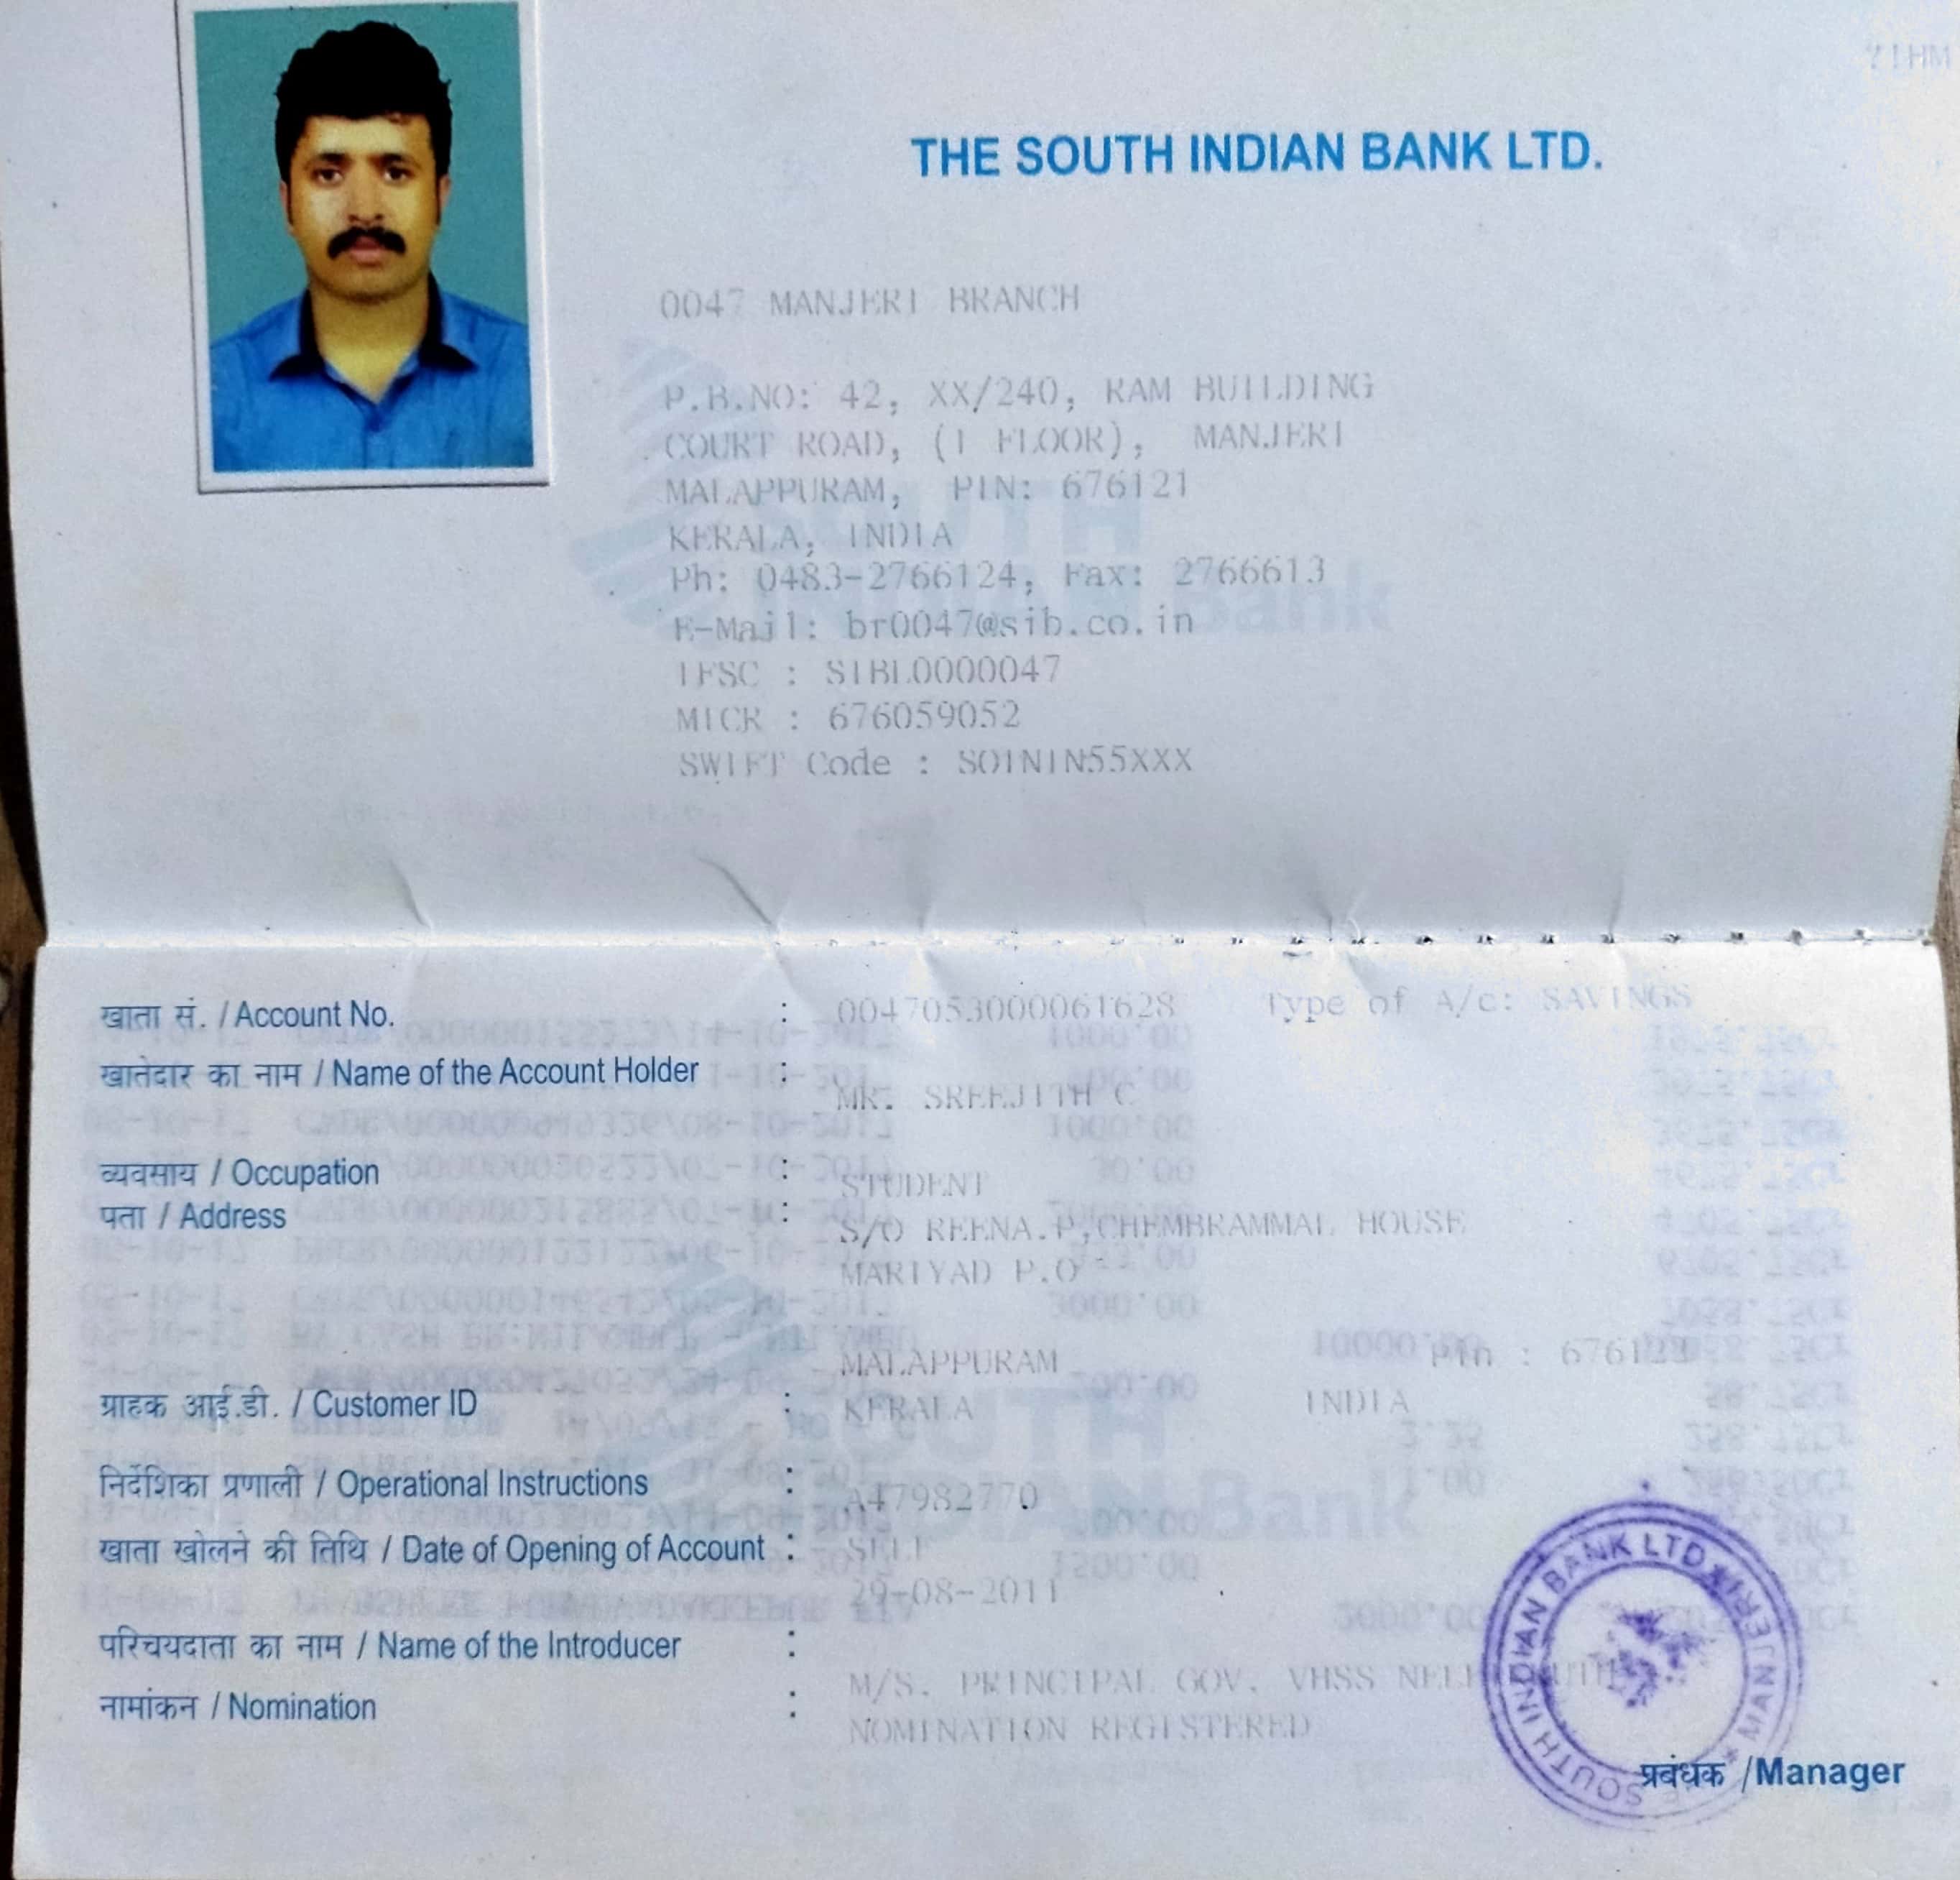 THE SOUTH INDIAN BANK LTD.
0047 MANJERI BRANCH
P.B.NO: 42, XX/240, RAM BUILDING
COURT ROAD, (I FLOOR), MANJERI
MALAPPURAM, PIN: 676121
KERALA, INDIA
Ph: 0483-2766124, Fax: 2766613
E-Mail: br0047@sib.co.in
IFSC : SIBL0000047
MICR : 676059052
SWIFT Code : SOININ55XXX
खाता सं. / Account No. : 0047053000061628 Type of A/c: SAVINGS
खातेदार का नाम / Name of the Account Holder :
MR. SREEJITH C
व्यवसाय / Occupation : STUDENT
पता / Address : S/O REENA.P,CHEMBRAMMAL HOUSE
MARIYAD P.O
MALAPPURAM Pin :
ग्राहक आई.डी. / Customer ID : KERALA INDIA
निर्देशिका प्रणाली / Operational Instructions : A47982770
खाता खोलने की तिथि / Date of Opening of Account : SELF
29-08-2011
परिचयदाता का नाम / Name of the Introducer :
M/S. PRINCIPAL GOV. VHSS
नामांकन / Nomination : NOMINATION REGISTERED
SOUTH INDIAN BANK LTD * MANJERI *
प्रबंधक /Manager